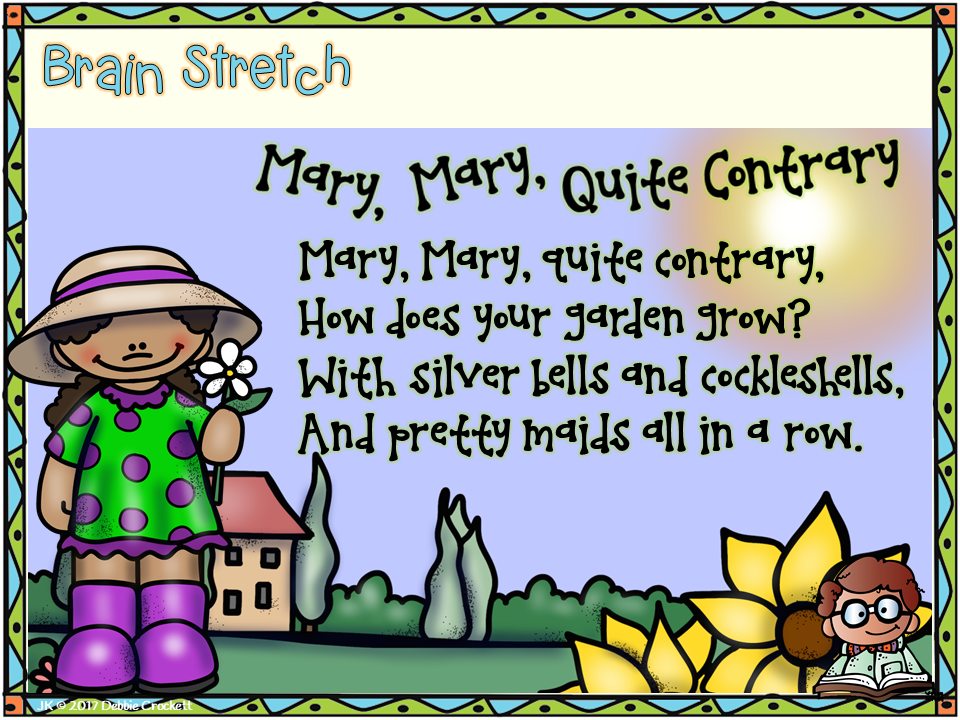 Brain Stretch
Mary, Mary, Quite Contrary
Mary, Mary, quite contrary,
How does your garden grow?
With silver bells and cockleshells,
And pretty maids all in a row.
JK © 2017 Debbie Crockett